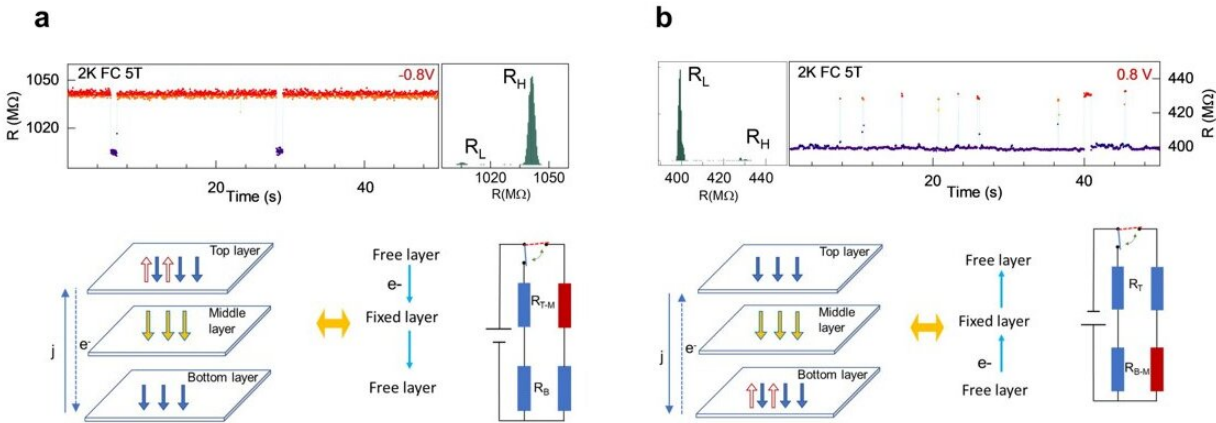 a
2K FC 5T
-0.8V
1050
1020
R (MΩ)
20
40
Time (s)
R_H
R_L
1020
1050
R(MΩ)
Top layer
Middle
layer
Bottom layer
e-
Free layer
e-
Fixed layer
Free layer
R_T-M
R_B
b
R_L
R_H
400
420
440
R(MΩ)
2K FC 5T
0.8 V
440
420
400
R (MΩ)
20
40
Time (s)
Top layer
Middle
layer
Bottom layer
j
e-
Free layer
Fixed layer
e-
Free layer
R_T
R_B-M